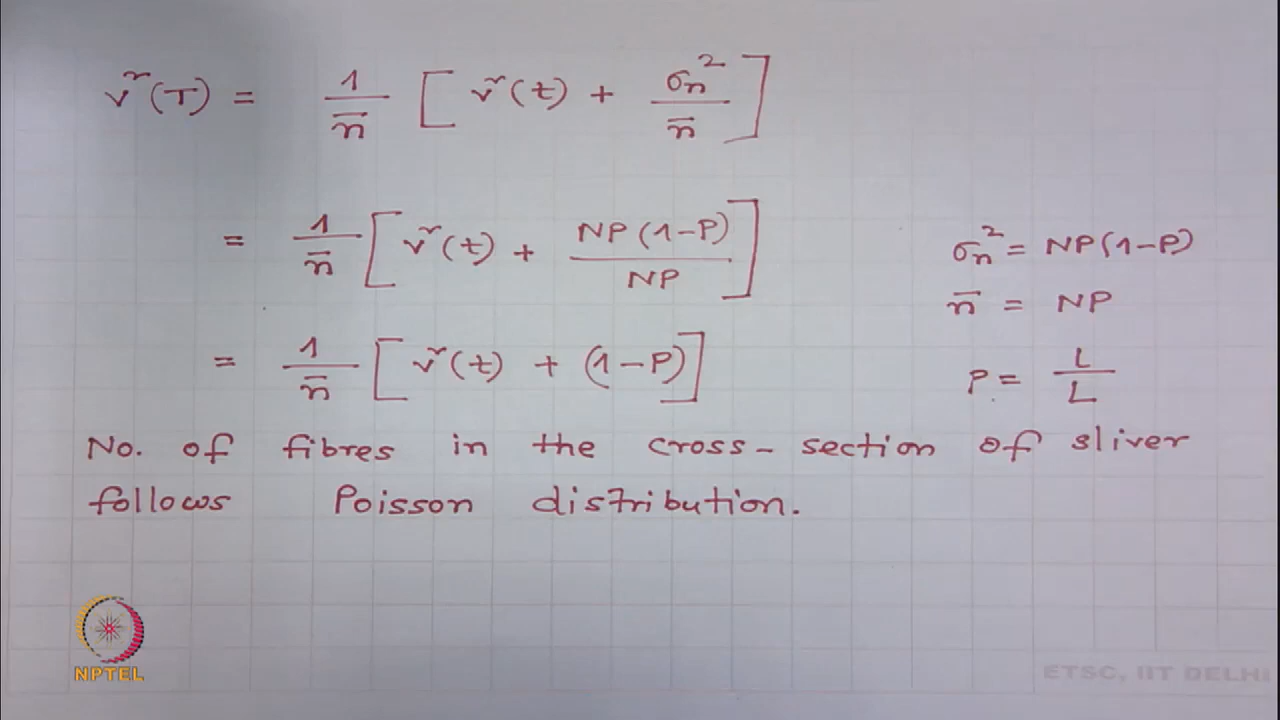 v²(T) = 1/n̅ [ v²(t) + σn²/n̅ ]
= 1/n̅ [ v²(t) + NP(1-P)/NP ]
σn² = NP(1-P)
n̅ = NP
= 1/n̅ [ v²(t) + (1-P) ]
P = l/L
No. of fibres in the cross-section of sliver
follows Poisson distribution.
NPTEL
ETSC, IIT DELHI